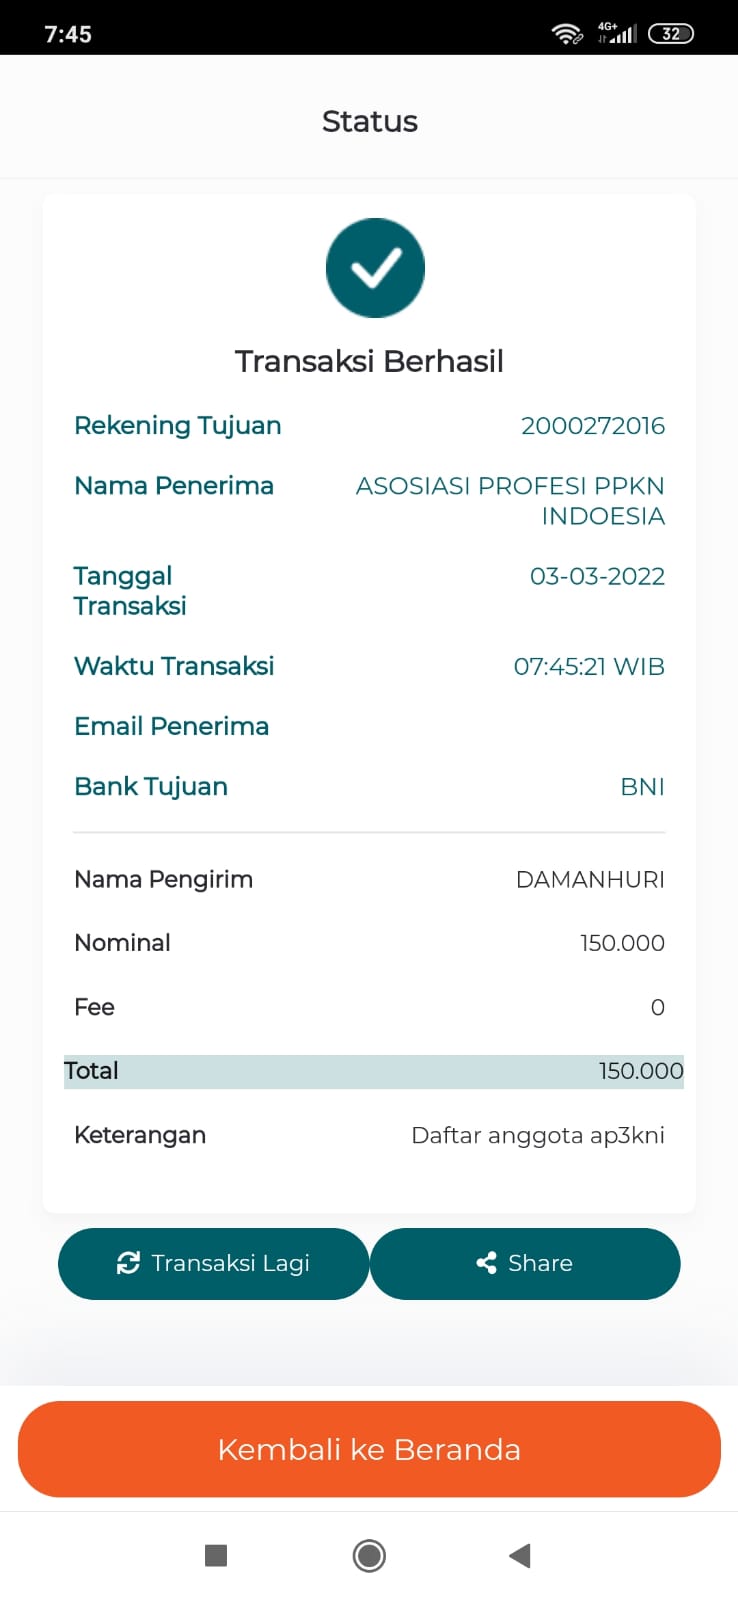 7:45
4G+
32
Status
Transaksi Berhasil
Rekening Tujuan 2000272016
Nama Penerima ASOSIASI PROFESI PPKN
INDOESIA
Tanggal 03-03-2022
Transaksi
Waktu Transaksi 07:45:21 WIB
Email Penerima
Bank Tujuan BNI
Nama Pengirim DAMANHURI
Nominal 150.000
Fee 0
Total 150.000
Keterangan Daftar anggota ap3kni
Transaksi Lagi
Share
Kembali ke Beranda